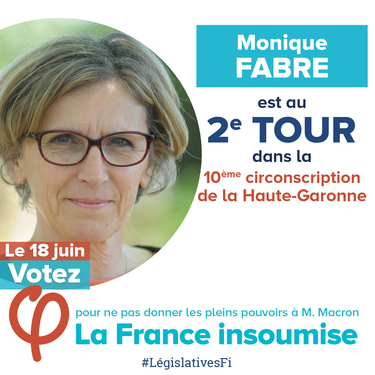 Monique
FABRE
est au
2e TOUR
dans la
10ème circonscription
de la Haute-Garonne
Le 18 juin
Votez
φ
pour ne pas donner les pleins pouvoirs à M. Macron
La France insoumise
#LégislativesFi